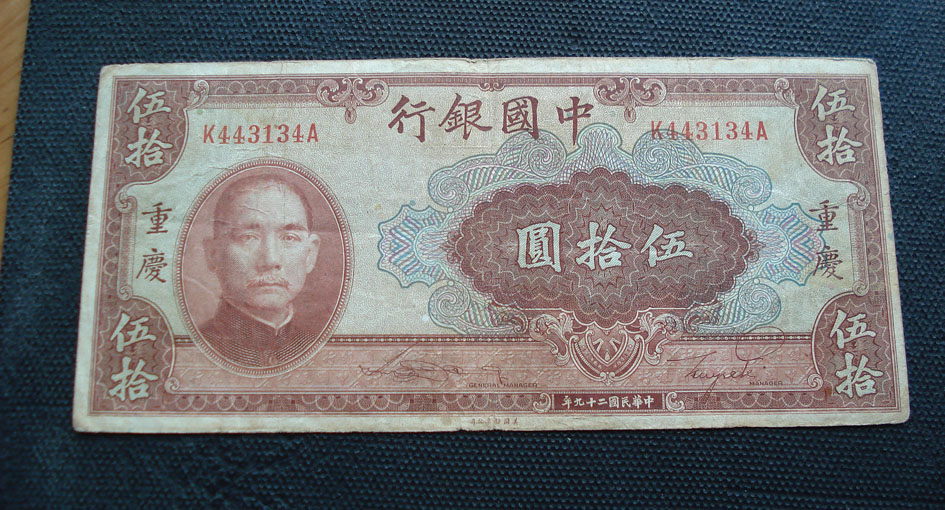 中國銀行
伍拾
伍拾
K443134A
K443134A
重慶
重慶
伍拾圓
伍拾
伍拾
GENERAL MANAGER
MANAGER
中華民國二十九年